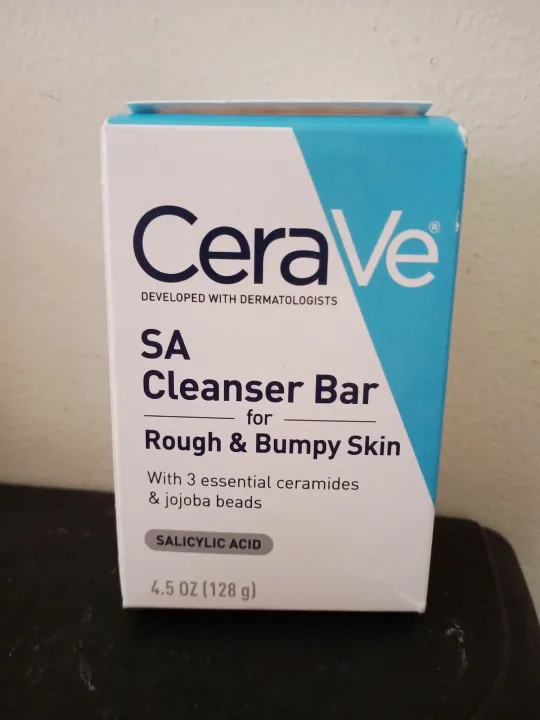 CeraVe®
DEVELOPED WITH DERMATOLOGISTS
SA
Cleanser Bar
for
Rough & Bumpy Skin
With 3 essential ceramides
& jojoba beads
SALICYLIC ACID
4.5 OZ (128 g)